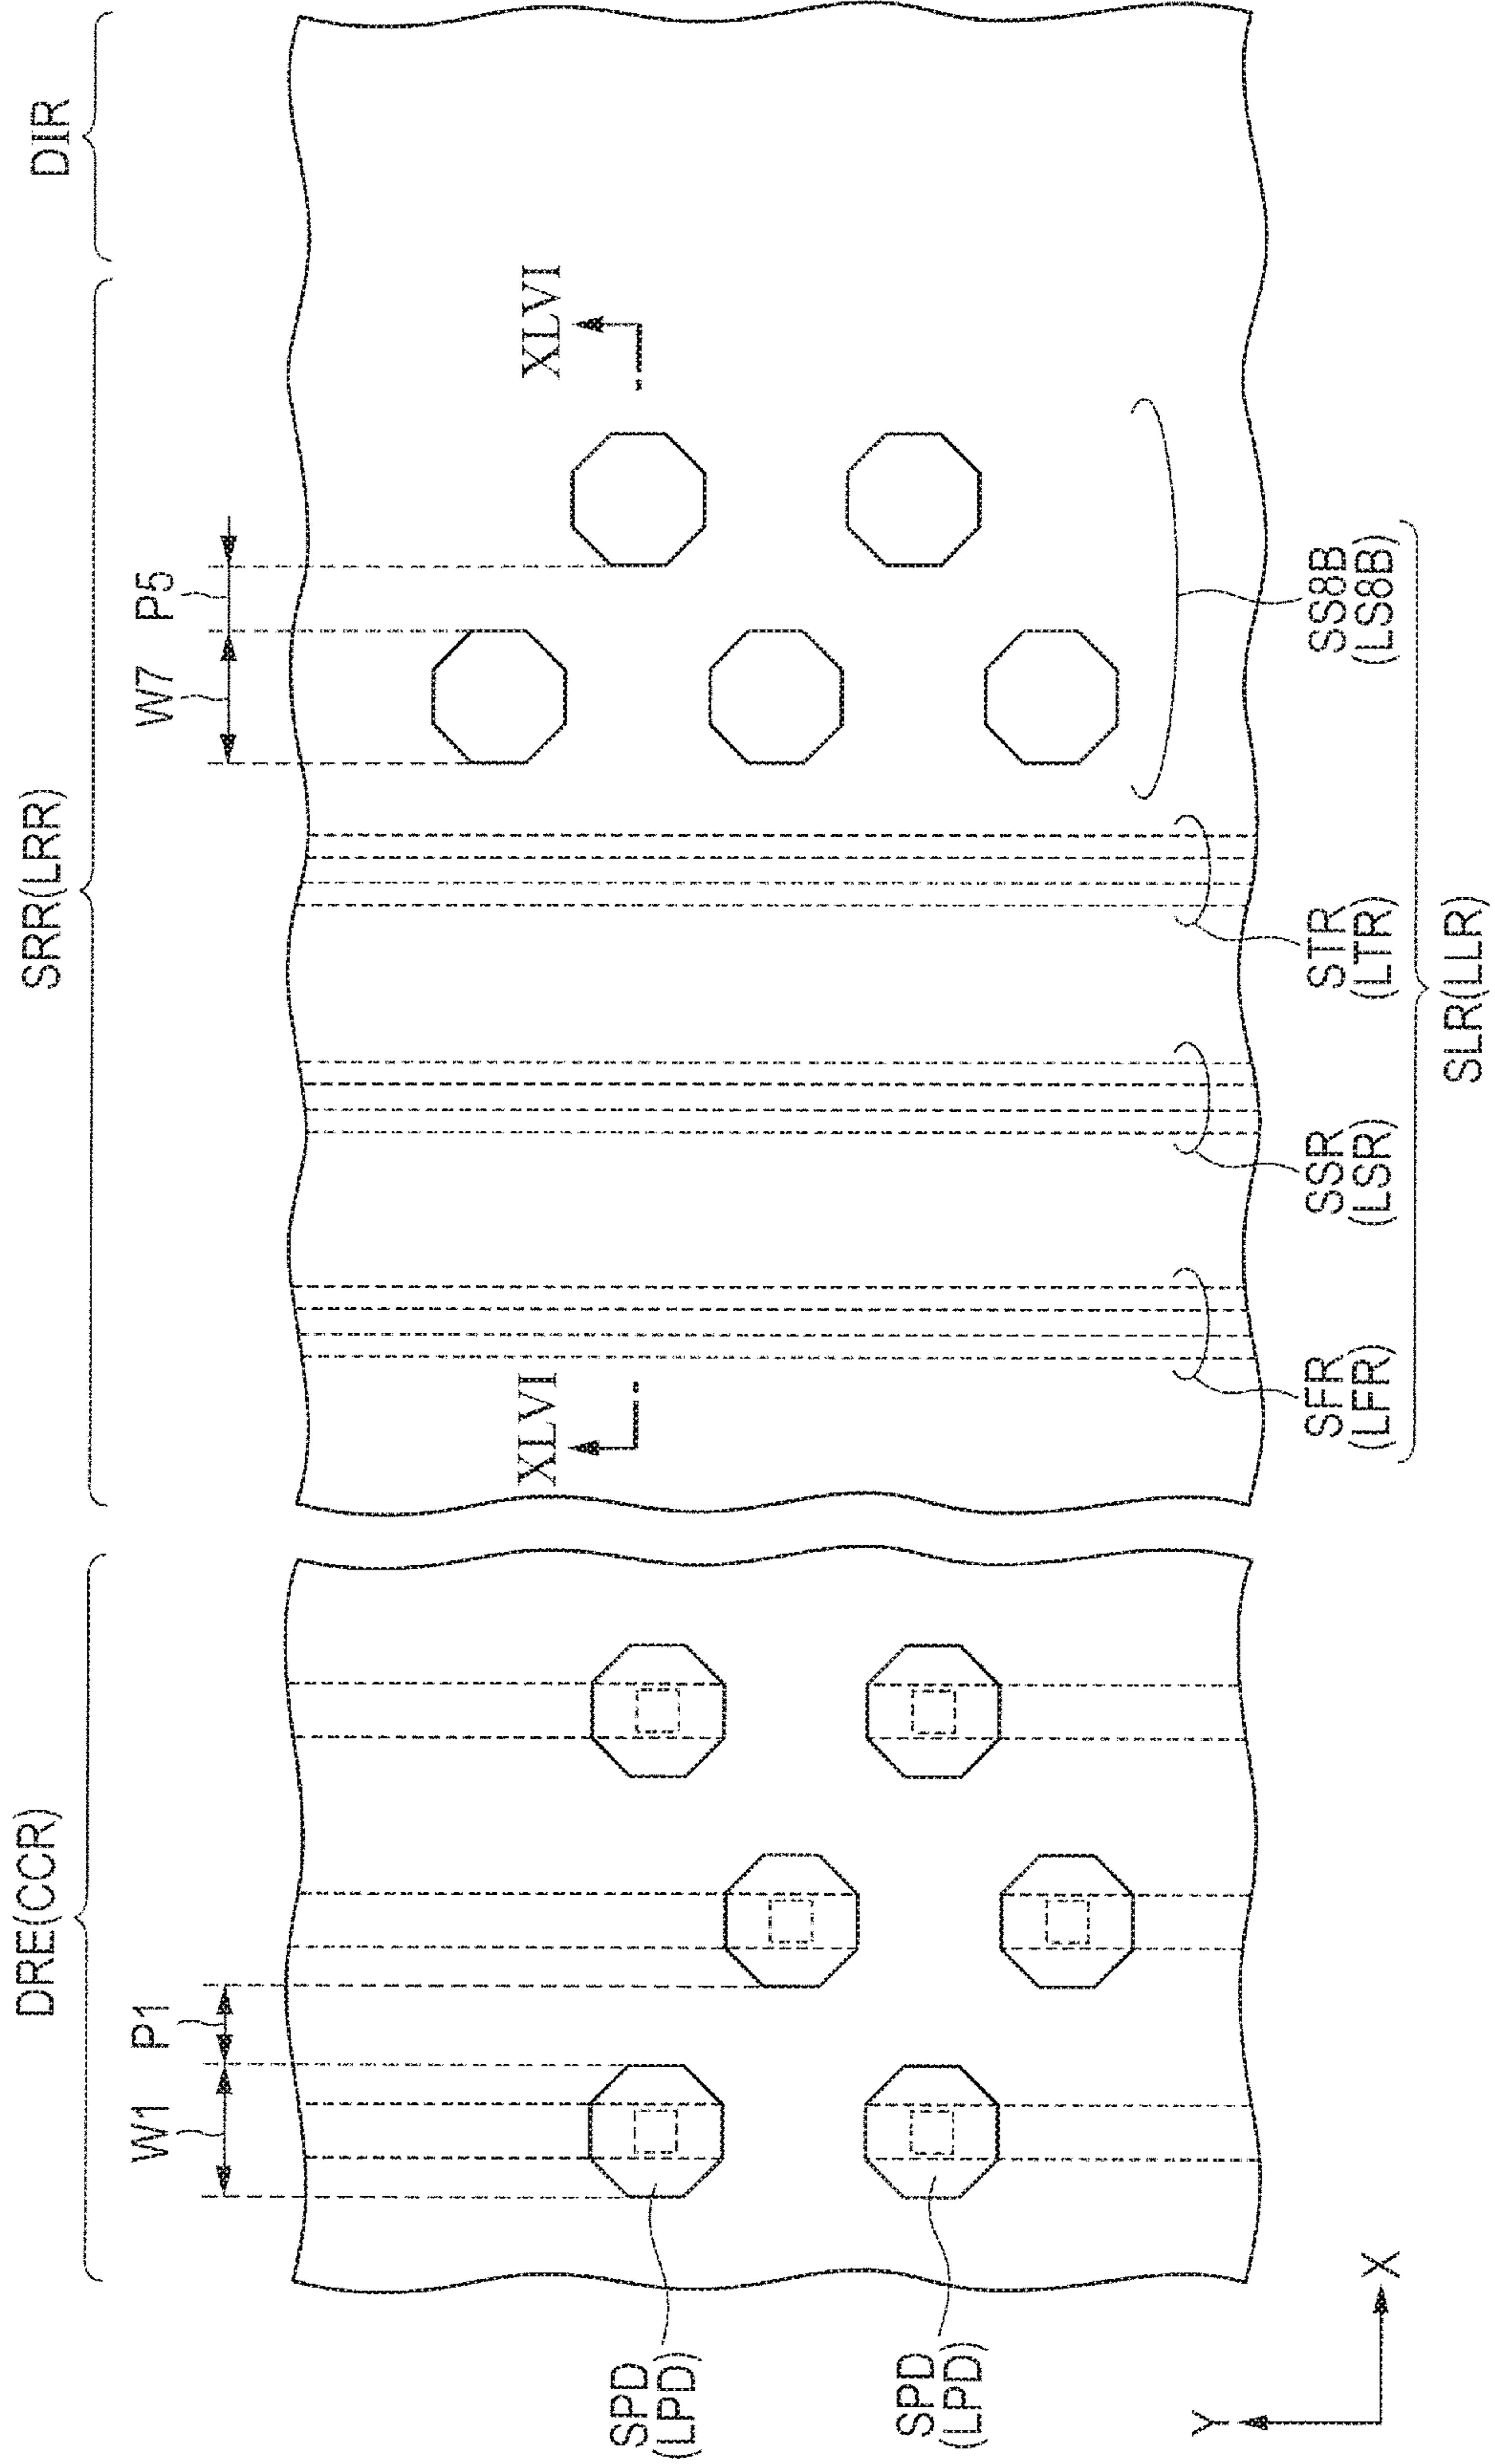 DRE(CCR)
SRR(LRR)
DIR
W1
P1
W7
P5
XLVI
XLVI
SPD
(LPD)
SPD
(LPD)
Y
X
SFR
(LFR)
SSR
(LSR)
STR
(LTR)
SS8B
(LS8B)
SLR(LLR)